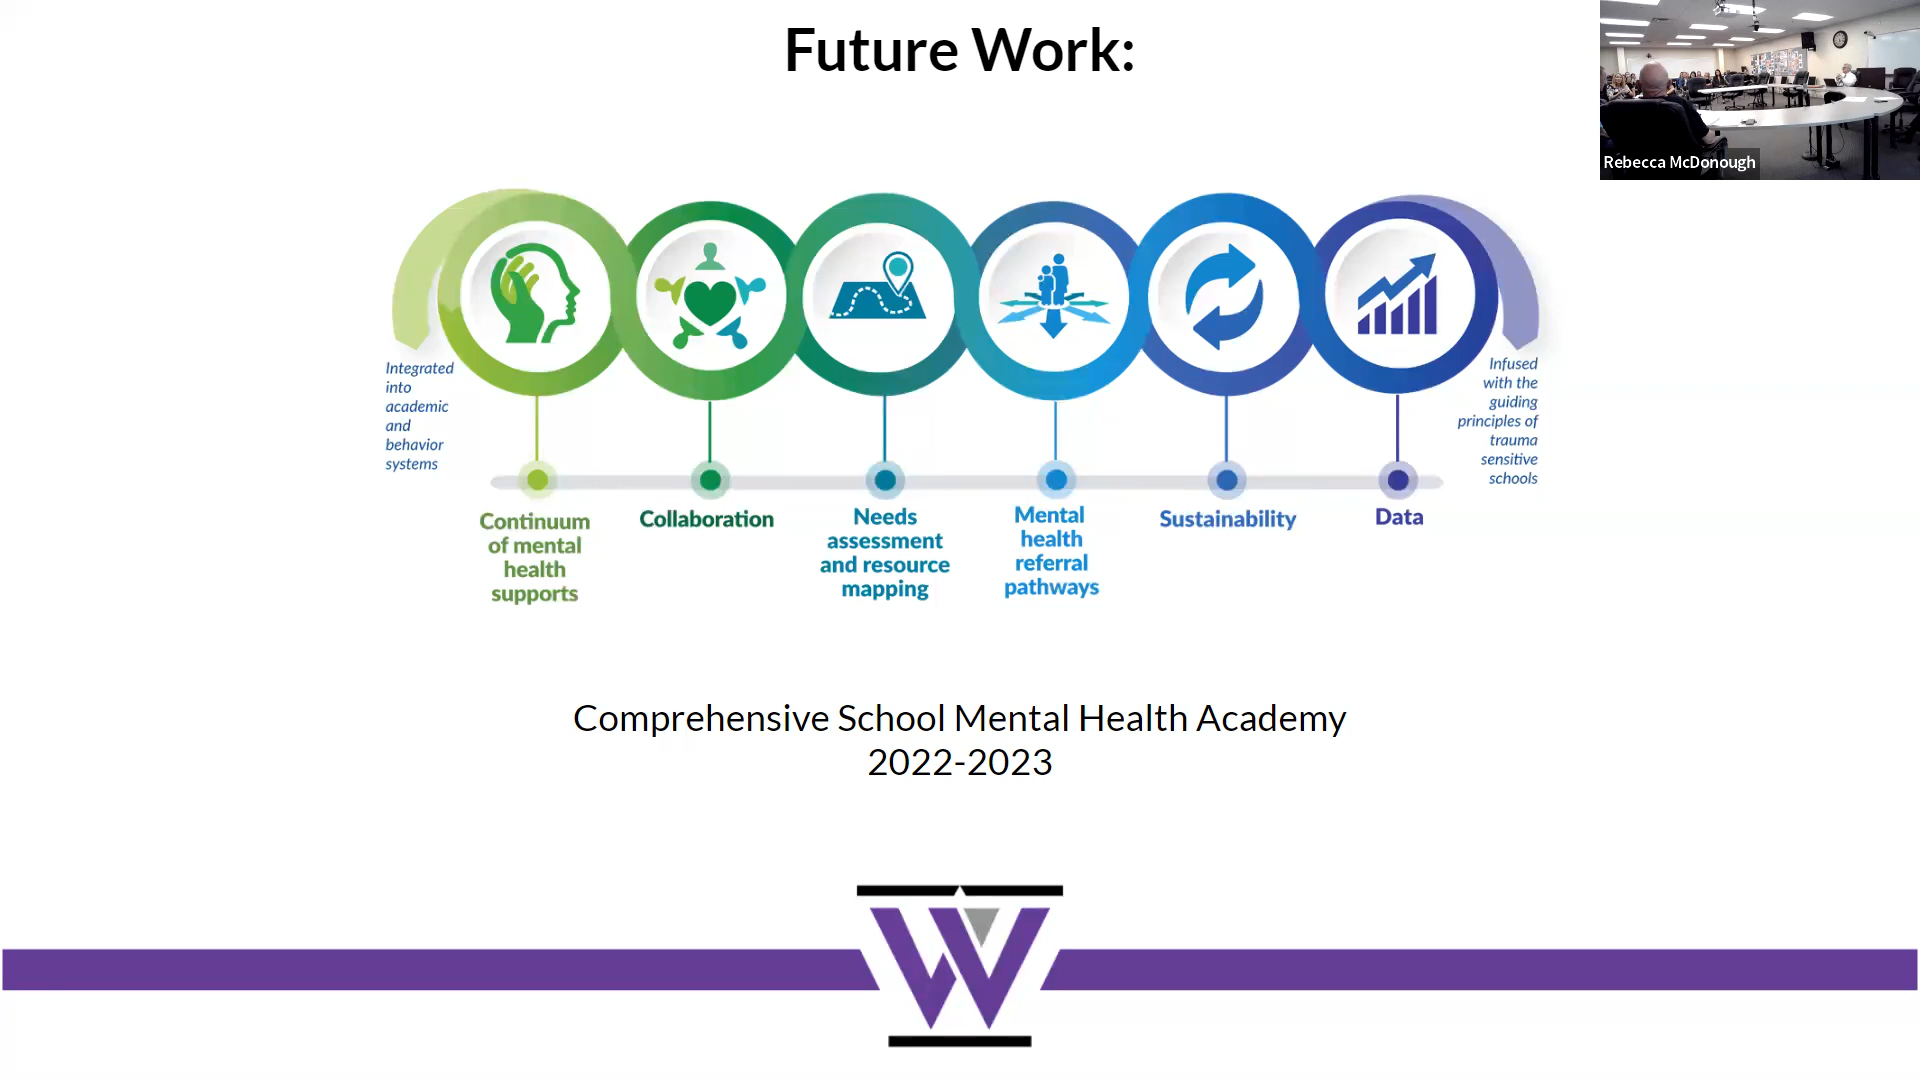 Future Work:
Rebecca McDonough
Integrated
into
academic
and
behavior
systems
Infused
with the
guiding
principles of
trauma
sensitive
schools
Continuum
of mental
health
supports
Collaboration
Needs
assessment
and resource
mapping
Mental
health
referral
pathways
Sustainability
Data
Comprehensive School Mental Health Academy
2022-2023
W